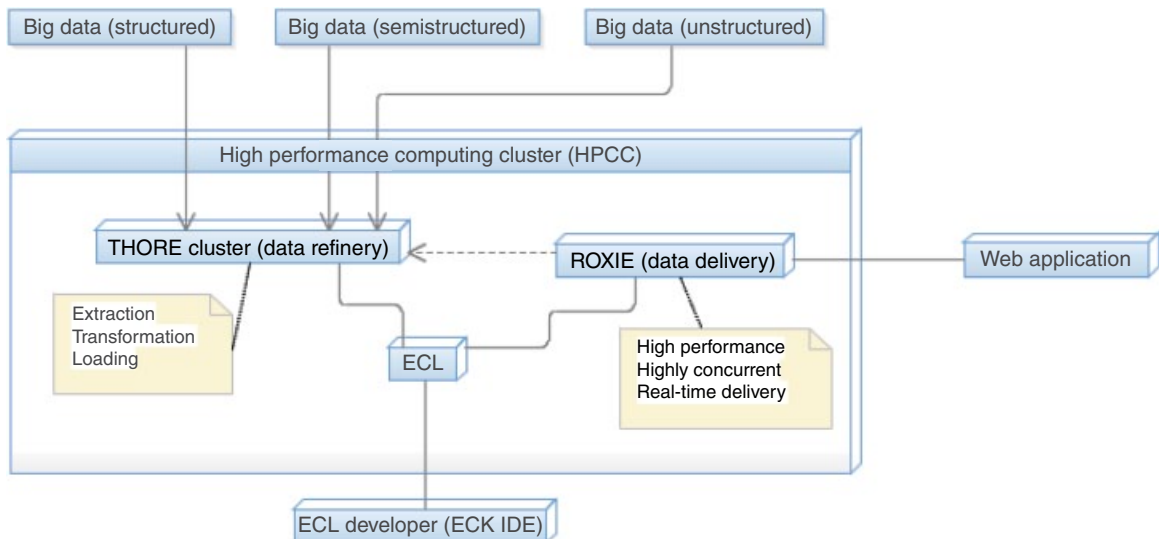 Big data (structured)
Big data (semistructured)
Big data (unstructured)
High performance computing cluster (HPCC)
THORE cluster (data refinery)
ROXIE (data delivery)
Web application
Extraction
Transformation
Loading
ECL
High performance
Highly concurrent
Real-time delivery
ECL developer (ECK IDE)